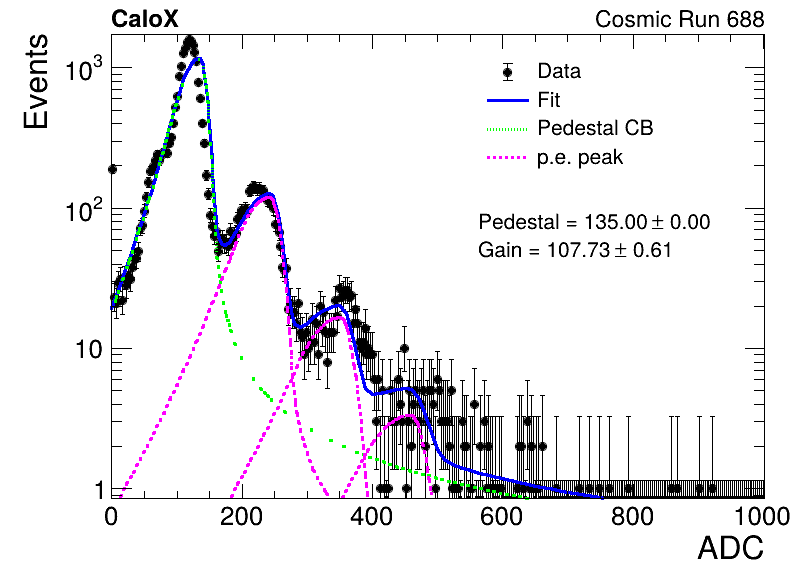 CaloX Cosmic Run 688
Events
10³
10²
10
1
Data
Fit
Pedestal CB
p.e. peak
Pedestal = 135.00 ± 0.00
Gain = 107.73 ± 0.61
0 200 400 600 800 1000
ADC